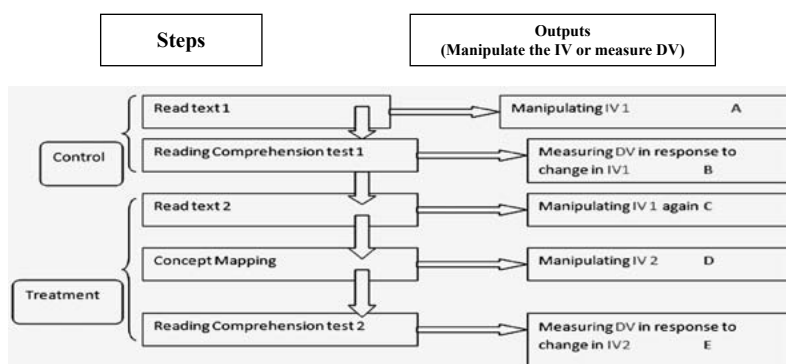 Steps
Outputs
(Manipulate the IV or measure DV)
Read text 1
Manipulating IV 1 A
Control
Reading Comprehension test 1
Measuring DV in response to
change in IV1 B
Read text 2
Manipulating IV 1 again C
Concept Mapping
Manipulating IV 2 D
Treatment
Reading Comprehension test 2
Measuring DV in response to
change in IV2 E